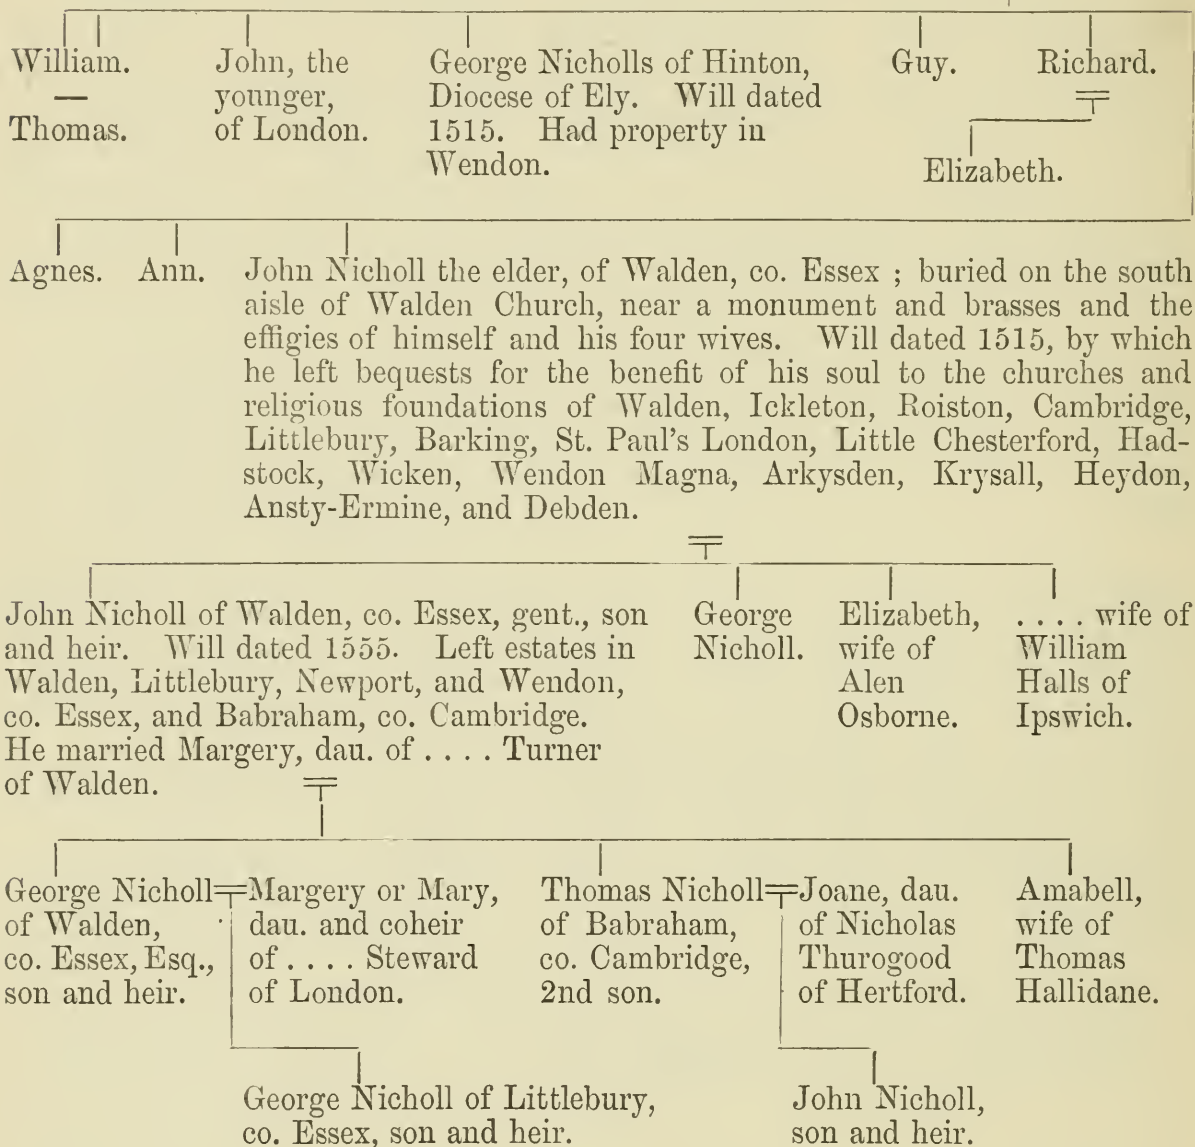 William.
—
Thomas.
John, the
younger,
of London.
George Nicholls of Hinton,
Diocese of Ely. Will dated
1515. Had property in
Wendon.
Guy.
Richard.
Elizabeth.
Agnes.
Ann.
John Nicholl the elder, of Walden, co. Essex ; buried on the south
aisle of Walden Church, near a monument and brasses and the
effigies of himself and his four wives. Will dated 1515, by which
he left bequests for the benefit of his soul to the churches and
religious foundations of Walden, Ickleton, Roiston, Cambridge,
Littlebury, Barking, St. Paul's London, Little Chesterford, Had-
stock, Wicken, Wendon Magna, Arkysden, Krysall, Heydon,
Ansty-Ermine, and Debden.
John Nicholl of Walden, co. Essex, gent., son
and heir. Will dated 1555. Left estates in
Walden, Littlebury, Newport, and Wendon,
co. Essex, and Babraham, co. Cambridge.
He married Margery, dau. of . . . . Turner
of Walden.
George
Nicholl.
Elizabeth,
wife of
Alen
Osborne.
. . . . wife of
William
Halls of
Ipswich.
George Nicholl
of Walden,
co. Essex, Esq.,
son and heir.
Margery or Mary,
dau. and coheir
of . . . . Steward
of London.
Thomas Nicholl
of Babraham,
co. Cambridge,
2nd son.
Joane, dau.
of Nicholas
Thurogood
of Hertford.
Amabell,
wife of
Thomas
Hallidane.
George Nicholl of Littlebury,
co. Essex, son and heir.
John Nicholl,
son and heir.